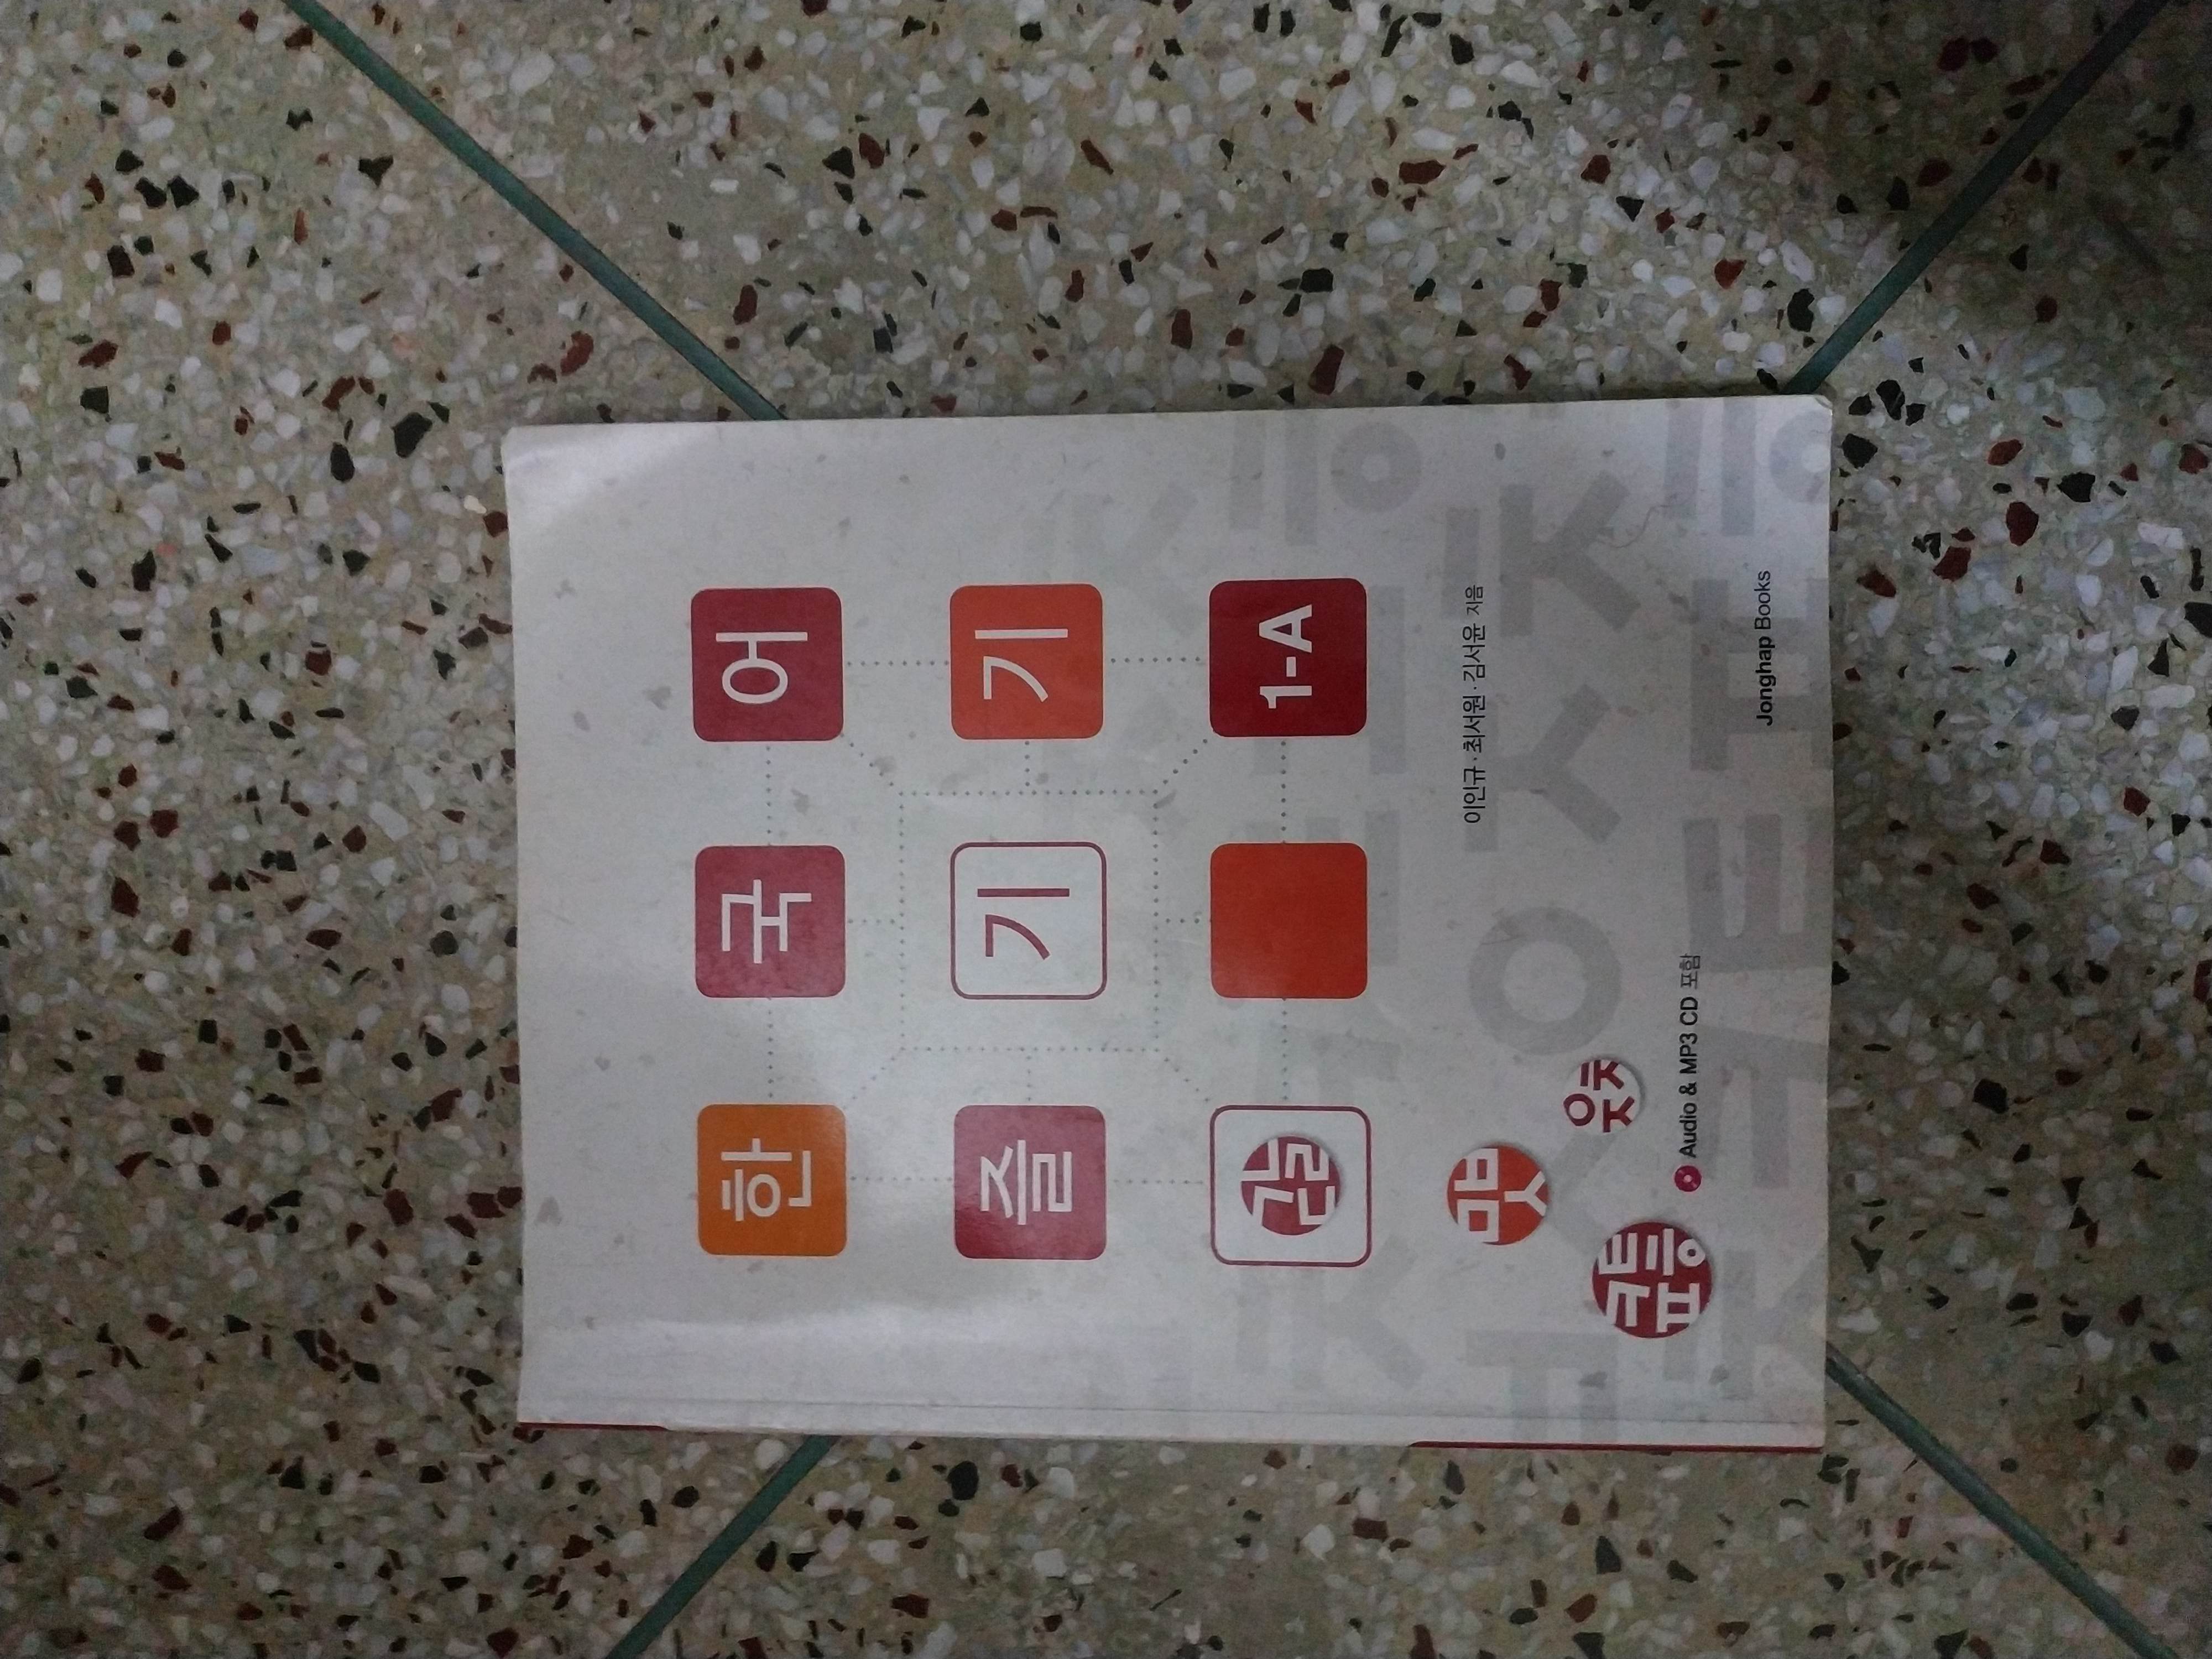 한 국 어
즐 기 기
1-A
이인규·최서원·김서윤 지음
Audio & MP3 CD 포함
Jonghap Books